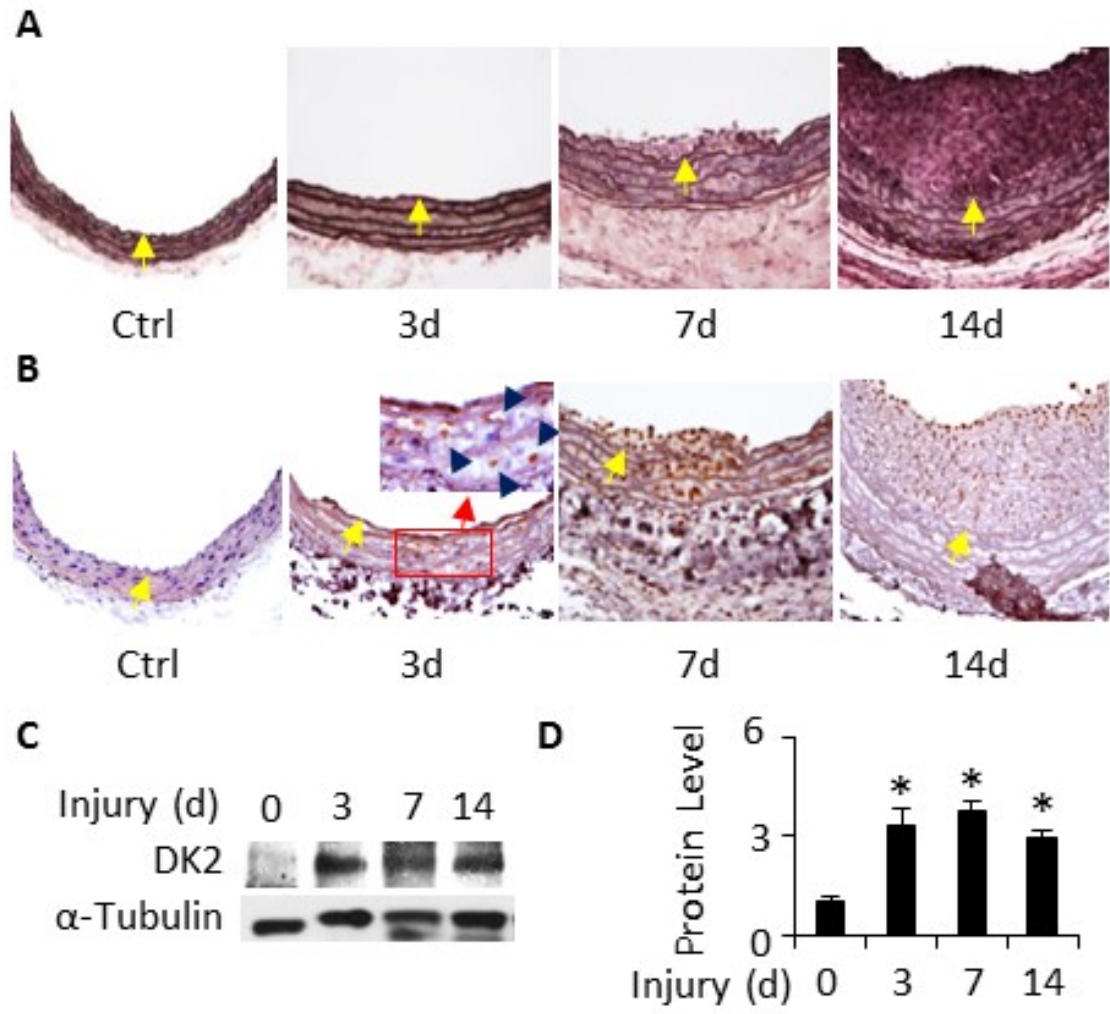 A
Ctrl 3d 7d 14d
B
Ctrl 3d 7d 14d
C
Injury (d) 0 3 7 14
DK2
α-Tubulin
D
Protein Level
6
3
0
* * *
Injury (d) 0 3 7 14